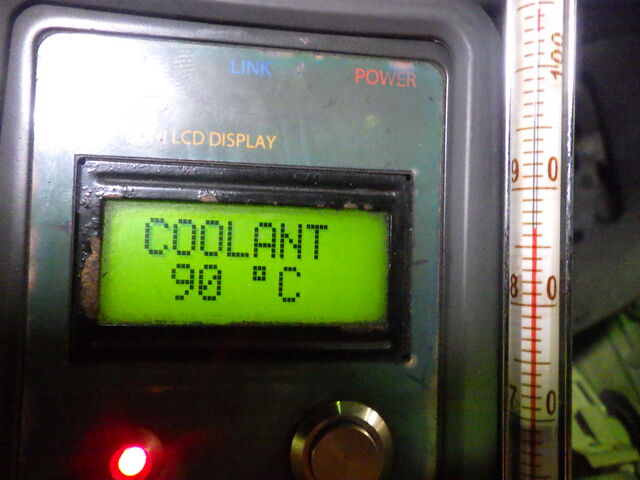 LINK
POWER
LCD DISPLAY
COOLANT
90 °C
100
90
80
70